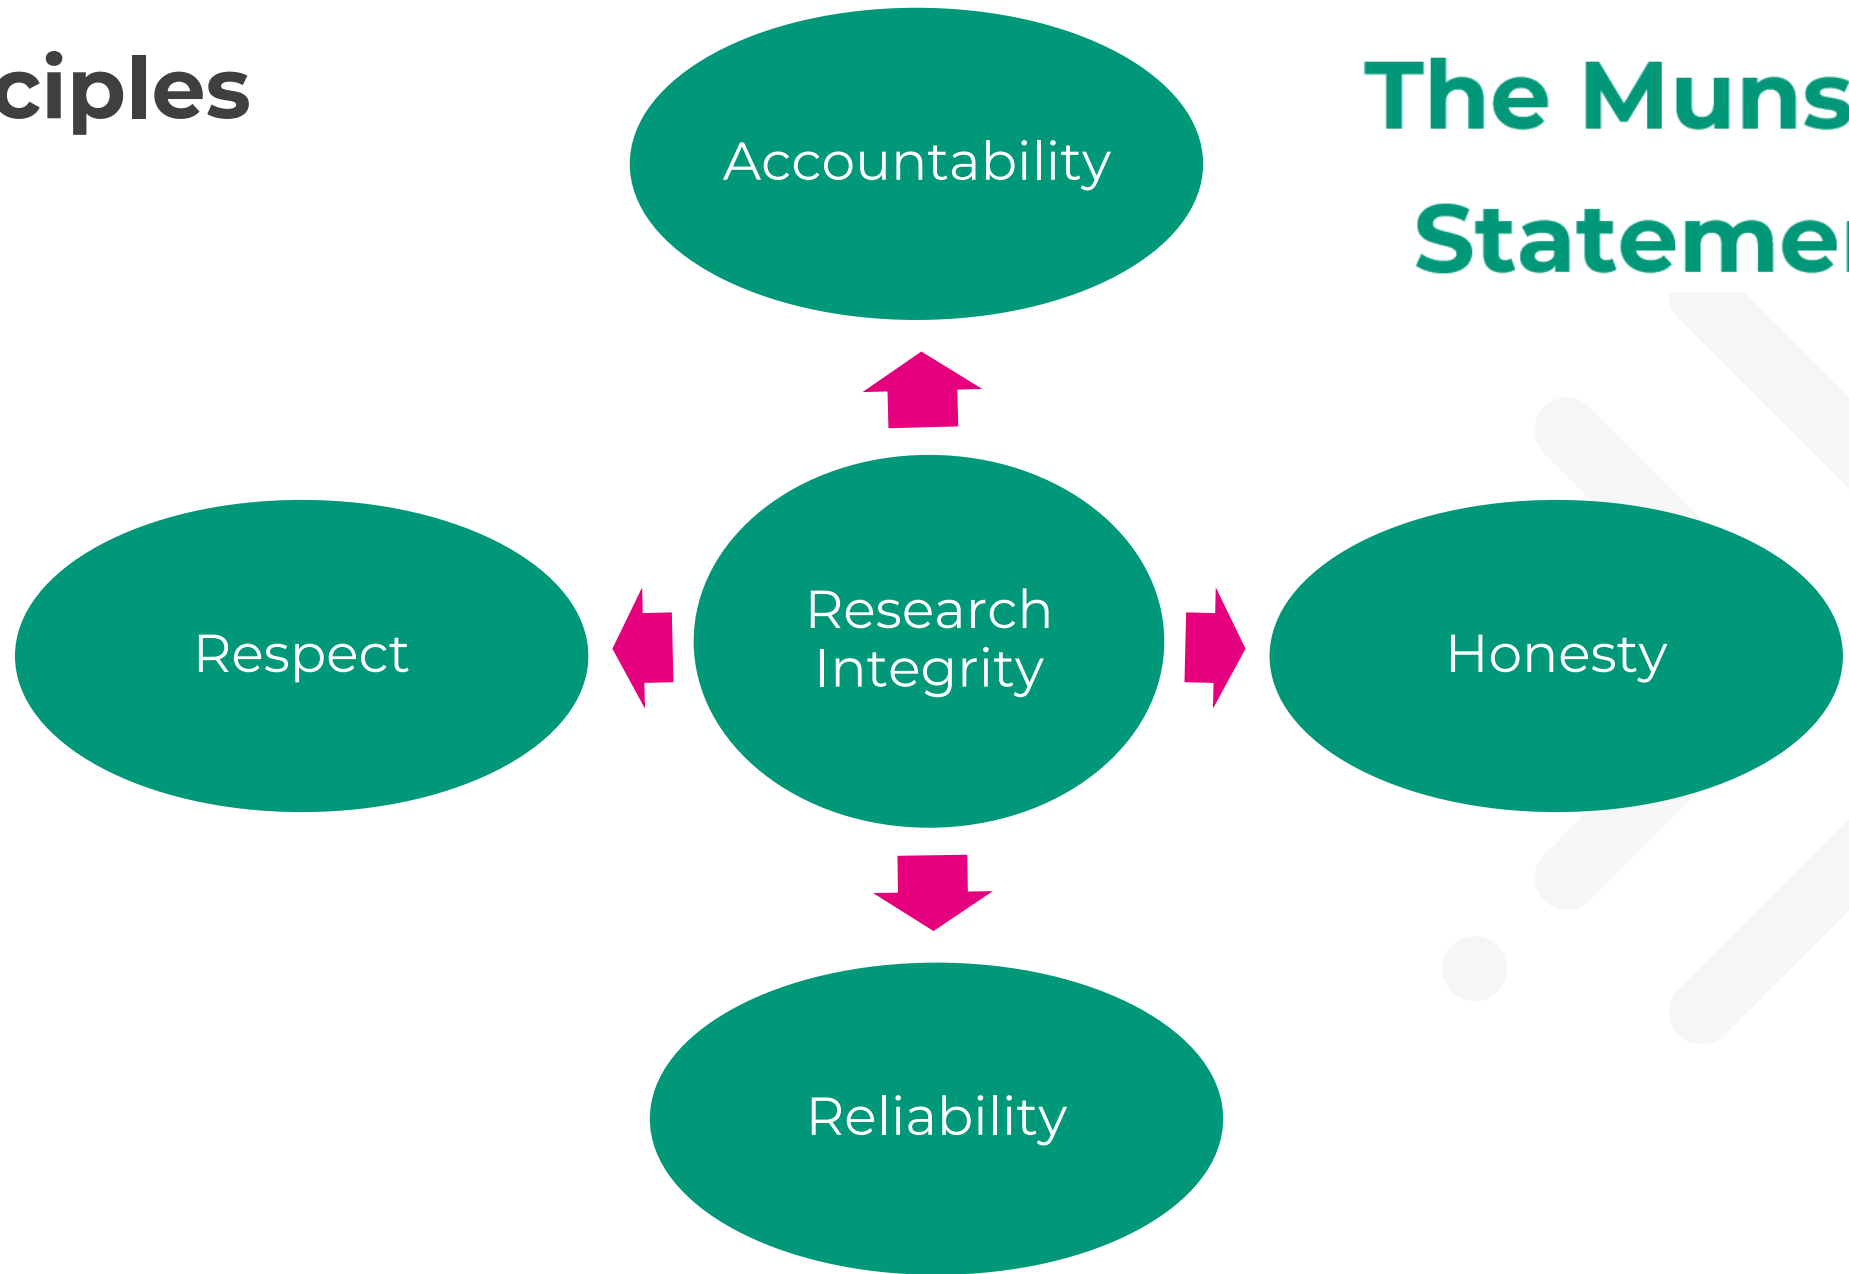 ciples
The Muns
Statemer
Accountability
Respect
Research
Integrity
Honesty
Reliability